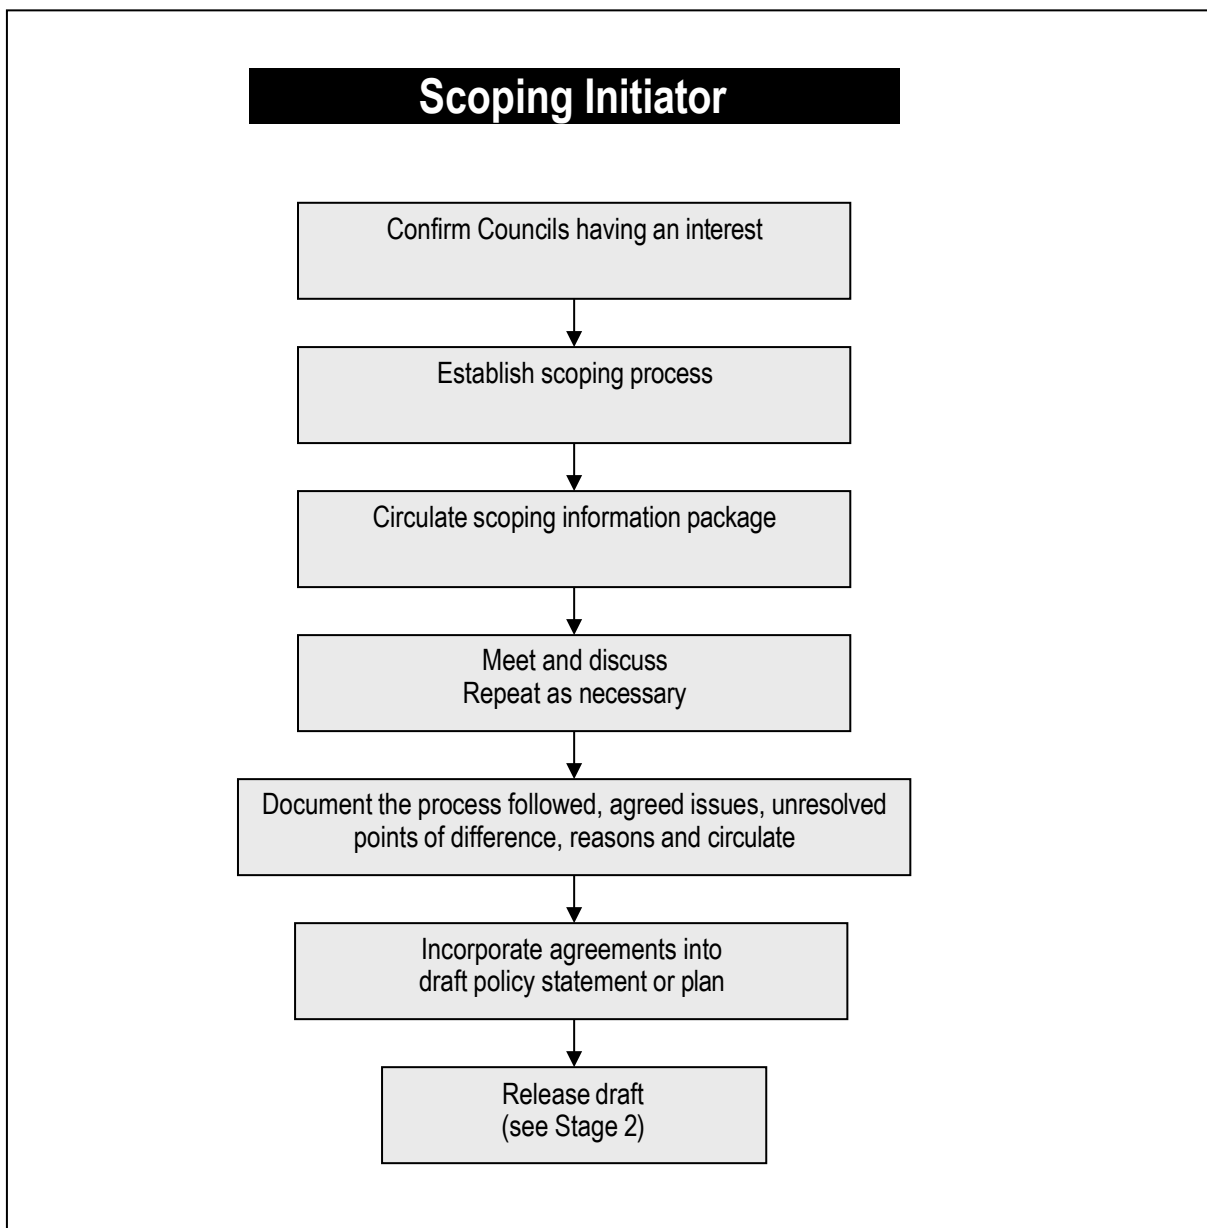 Scoping Initiator
Confirm Councils having an interest
Establish scoping process
Circulate scoping information package
Meet and discuss
Repeat as necessary
Document the process followed, agreed issues, unresolved
points of difference, reasons and circulate
Incorporate agreements into
draft policy statement or plan
Release draft
(see Stage 2)